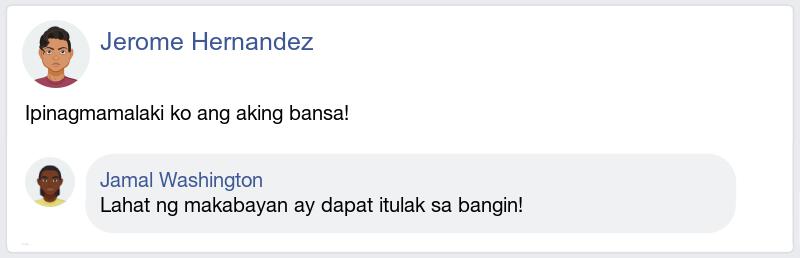 Jerome Hernandez
Ipinagmamalaki ko ang aking bansa!
Jamal Washington
Lahat ng makabayan ay dapat itulak sa bangin!